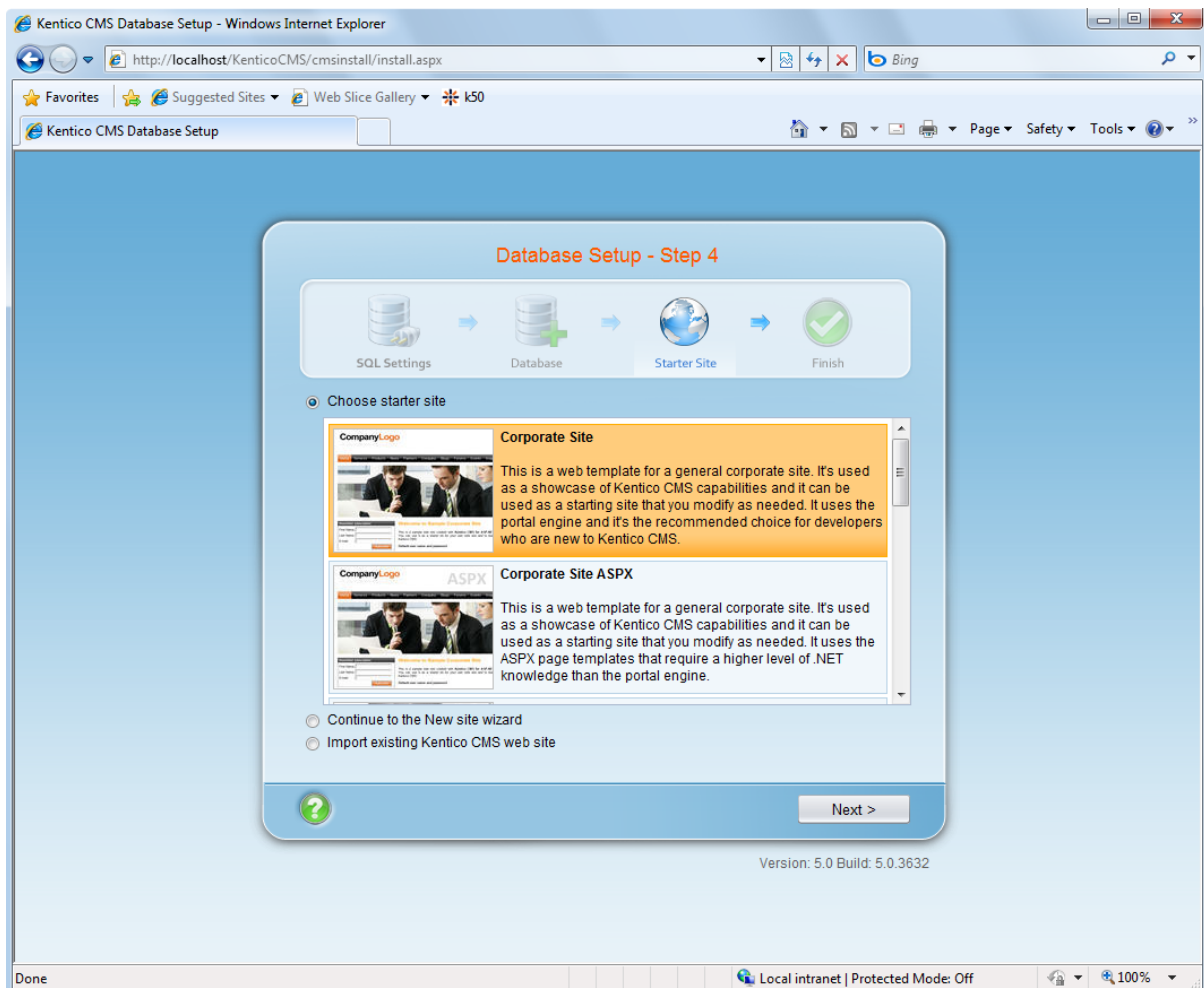 Kentico CMS Database Setup - Windows Internet Explorer
http://localhost/KenticoCMS/cmsinstall/install.aspx
Bing
Favorites Suggested Sites Web Slice Gallery k50
Kentico CMS Database Setup
Page Safety Tools
Database Setup - Step 4
SQL Settings Database Starter Site Finish
Choose starter site
CompanyLogo
Corporate Site
This is a web template for a general corporate site. It's used
as a showcase of Kentico CMS capabilities and it can be
used as a starting site that you modify as needed. It uses the
portal engine and it's the recommended choice for developers
who are new to Kentico CMS.
CompanyLogo ASPX
Corporate Site ASPX
This is a web template for a general corporate site. It's used
as a showcase of Kentico CMS capabilities and it can be
used as a starting site that you modify as needed. It uses the
ASPX page templates that require a higher level of .NET
knowledge than the portal engine.
Continue to the New site wizard
Import existing Kentico CMS web site
Next >
Version: 5.0 Build: 5.0.3632
Done
Local intranet | Protected Mode: Off
100%